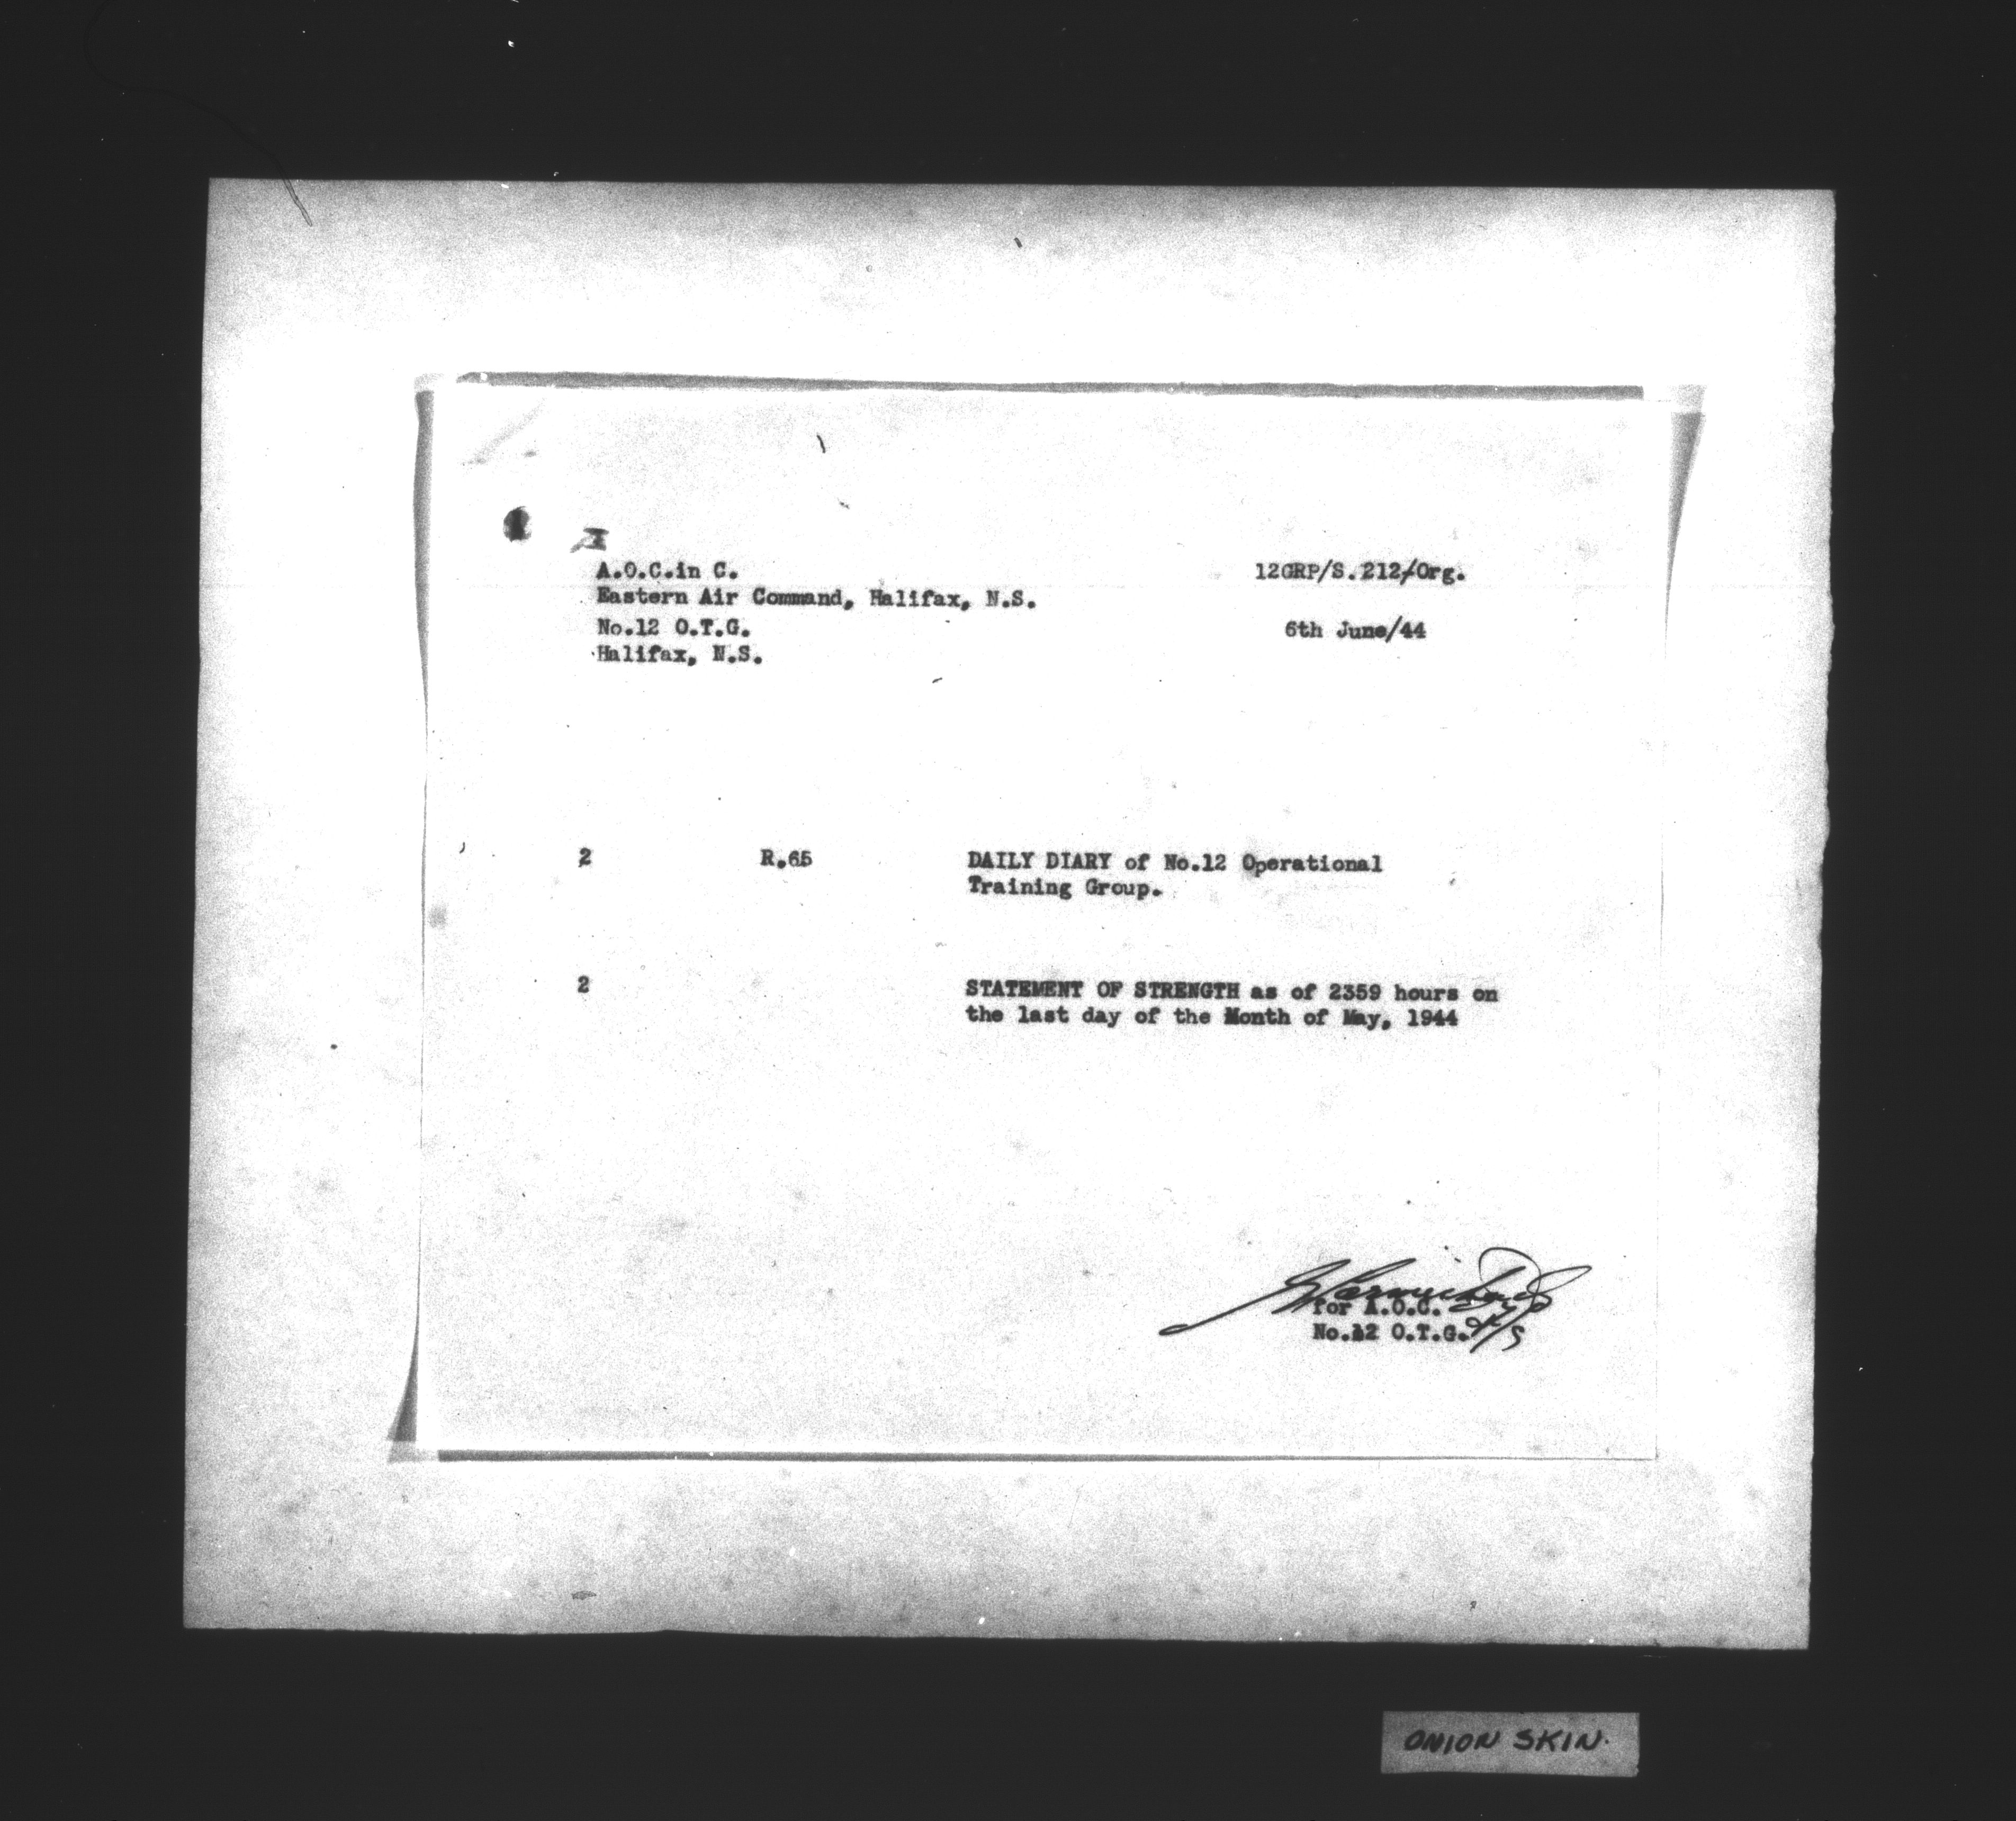 A.O.C.in C.
12GRP/S.212/Org.
Eastern Air Command, Halifax, N.S.
No.12 O.T.G.
6th June/44
Halifax, N.S.
2 R.65 DAILY DIARY of No.12 Operational
Training Group.
2 STATEMENT OF STRENGTH as of 2359 hours on
the last day of the Month of May, 1944
for A.O.C.
No.12 O.T.G.
ONION SKIN.